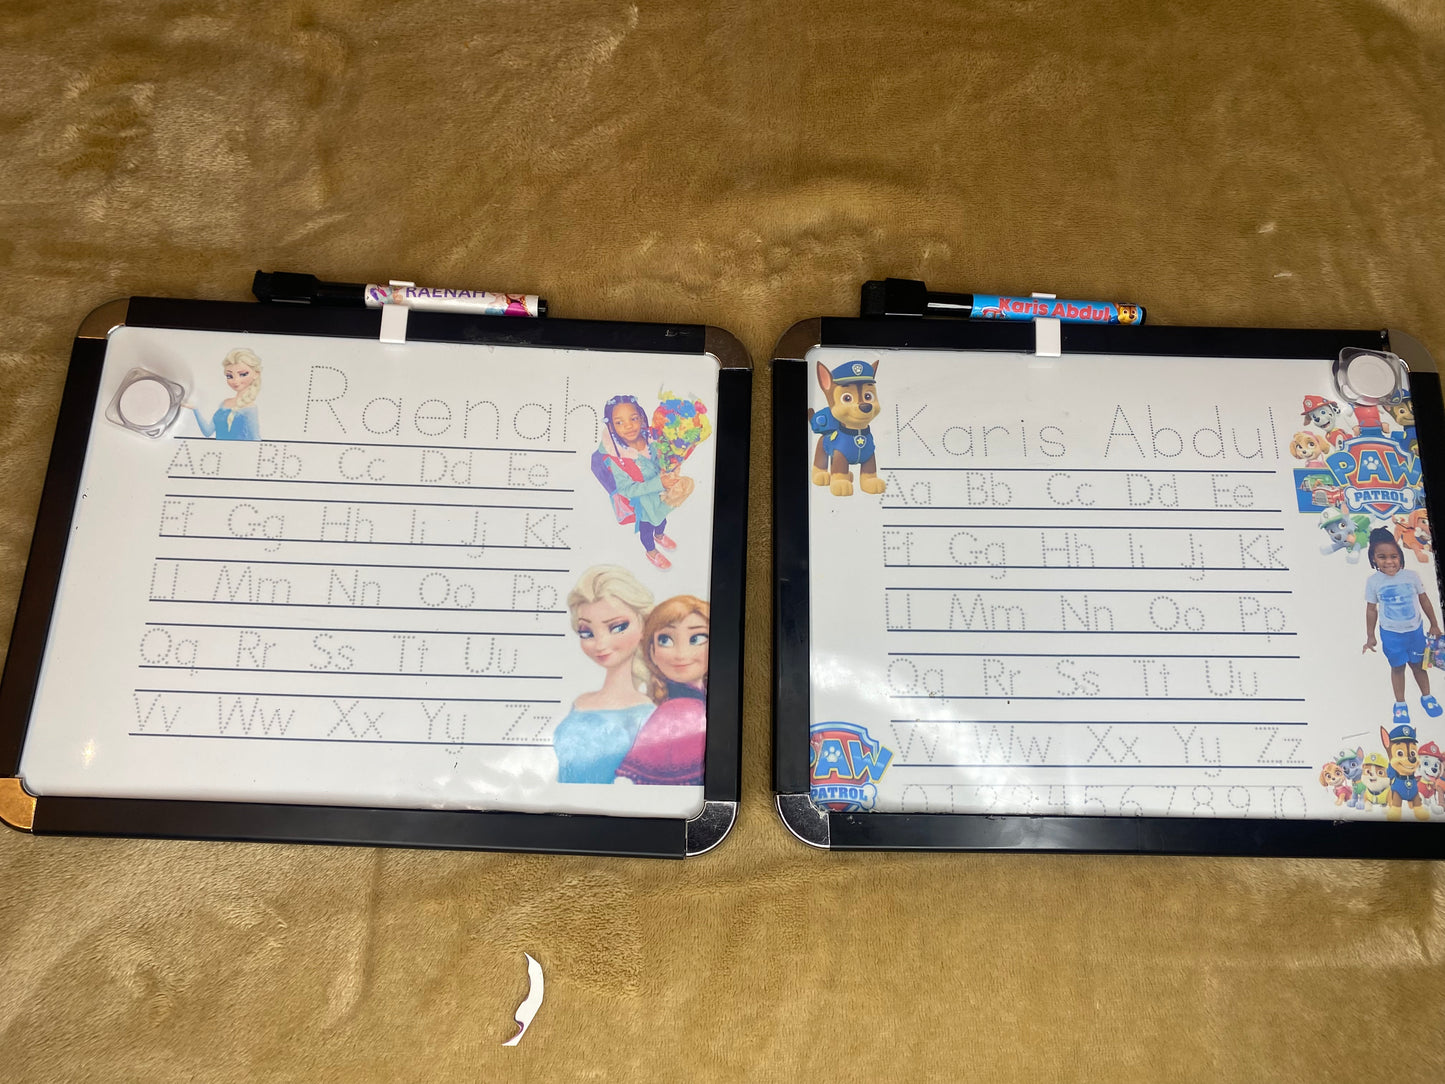 RAENAH
Raenah
Aa Bb Cc Dd Ee
Ff Gg Hh Ii Jj Kk
Ll Mm Nn Oo Pp
Qq Rr Ss Tt Uu
Vv Ww Xx Yy Zz
Karis Abdul
Karis Abdul
Aa Bb Cc Dd Ee
Ff Gg Hh Ii Jj Kk
Ll Mm Nn Oo Pp
Qq Rr Ss Tt Uu
Vv Ww Xx Yy Zz
0 1 2 3 4 5 6 7 8 9 10
PAW
PATROL
PAW
PATROL